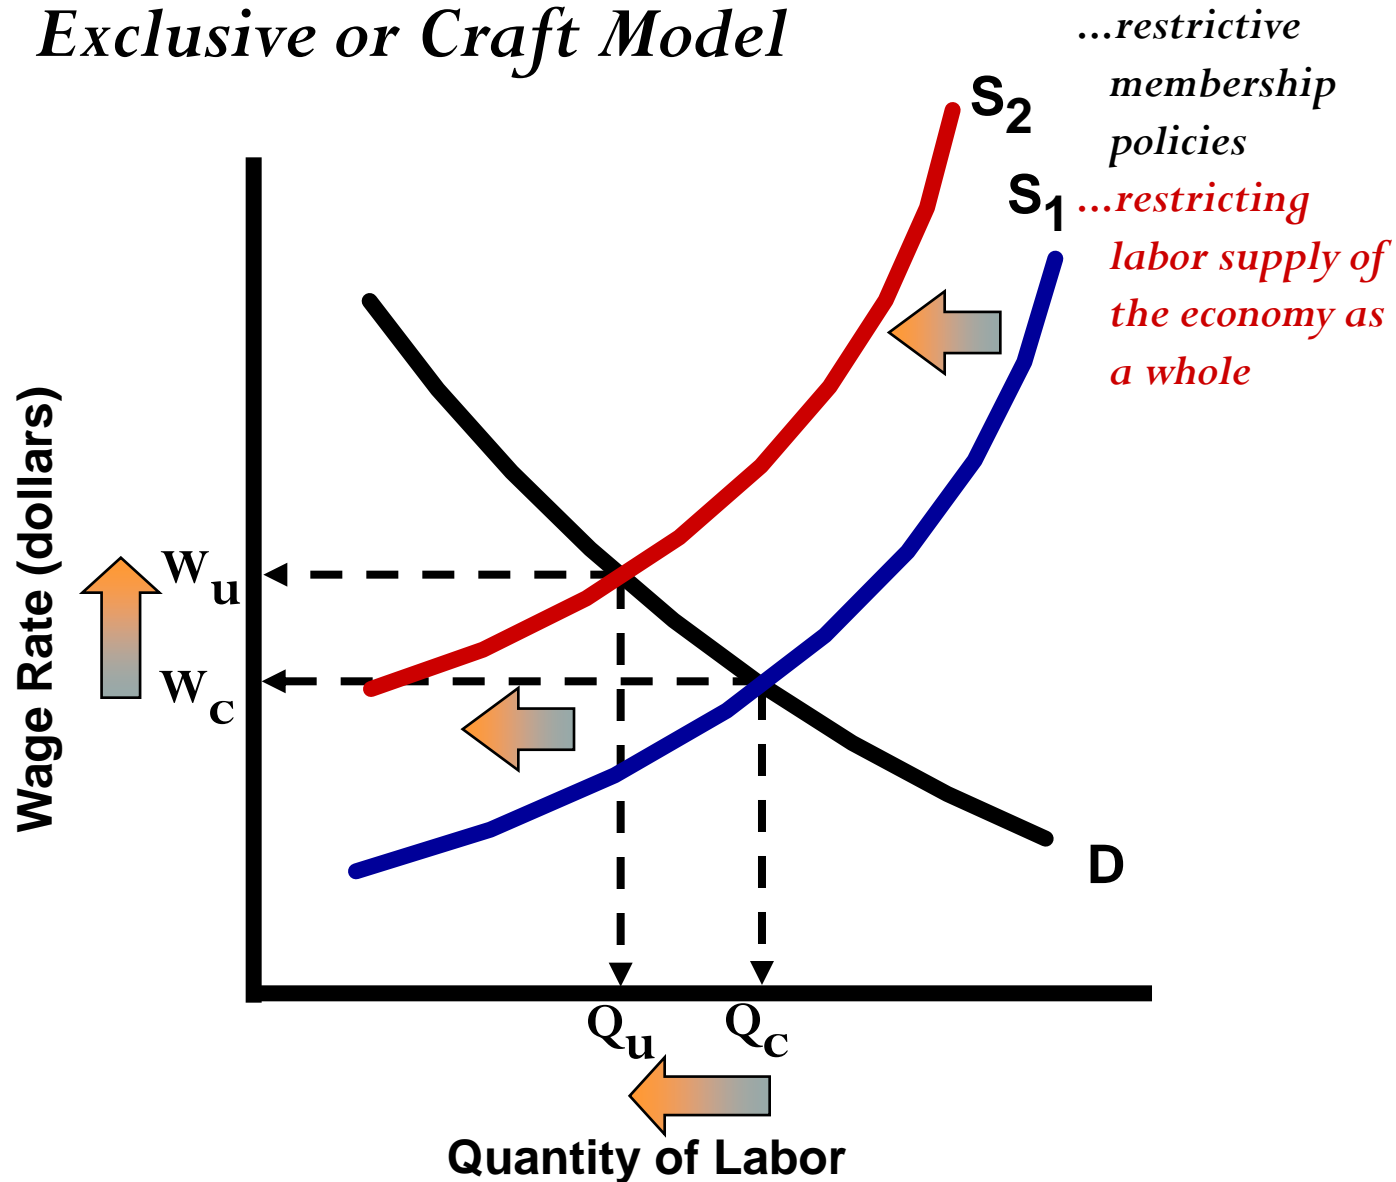 Exclusive or Craft Model
...restrictive
membership
policies
...restricting
labor supply of
the economy as
a whole
S2
S1
Wage Rate (dollars)
Wu
Wc
D
Qu
Qc
Quantity of Labor